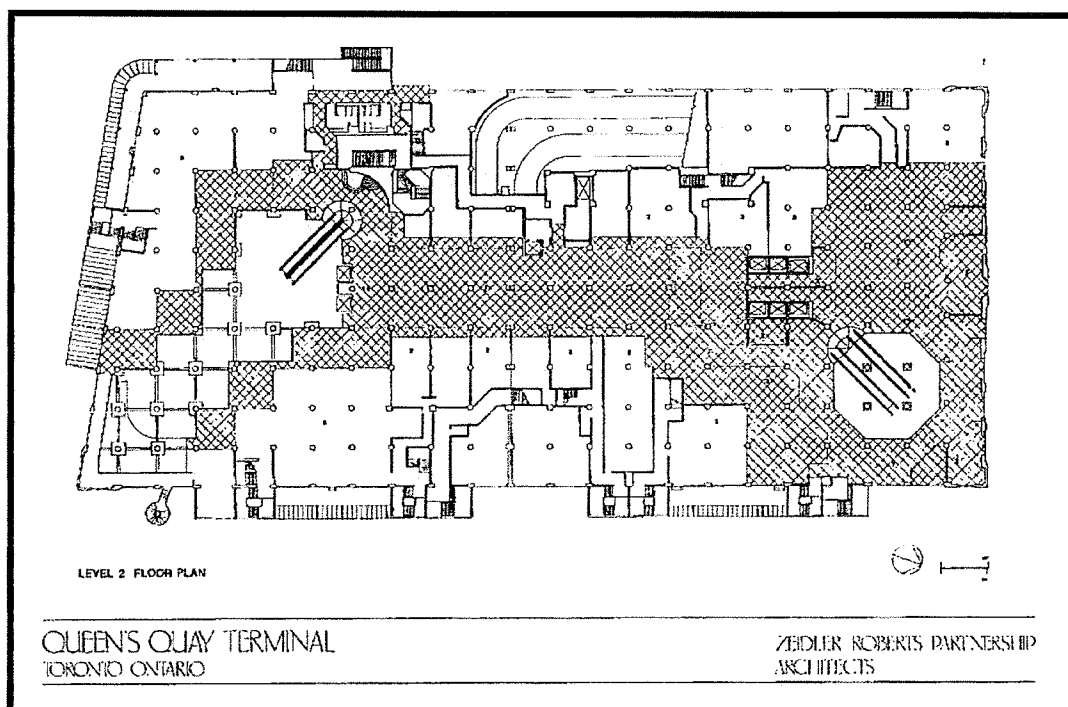 LEVEL 2 FLOOR PLAN
QUEEN'S QUAY TERMINAL
TORONTO ONTARIO
ZEIDLER ROBERTS PARTNERSHIP
ARCHITECTS